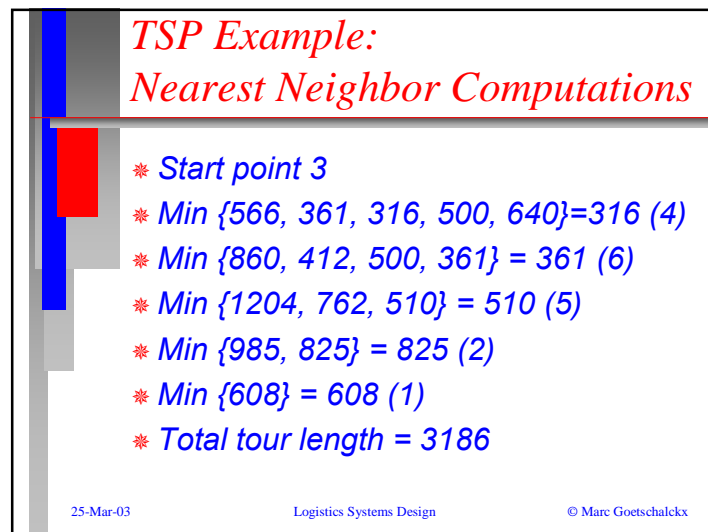 TSP Example:
Nearest Neighbor Computations
Start point 3
Min {566, 361, 316, 500, 640}=316 (4)
Min {860, 412, 500, 361} = 361 (6)
Min {1204, 762, 510} = 510 (5)
Min {985, 825} = 825 (2)
Min {608} = 608 (1)
Total tour length = 3186
25-Mar-03 Logistics Systems Design © Marc Goetschalckx